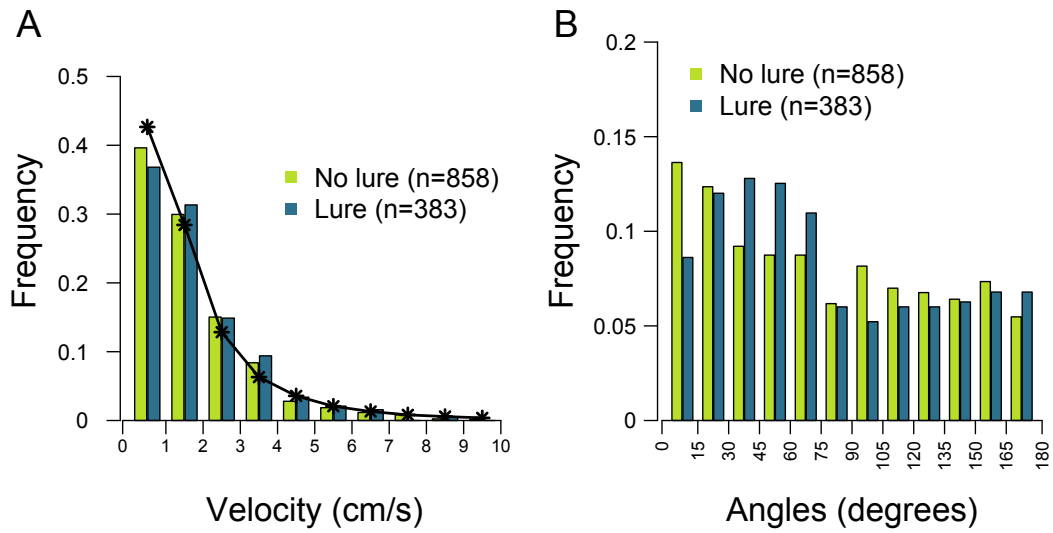 A
0.5
0.4
0.3
0.2
0.1
0
Frequency
No lure (n=858)
Lure (n=383)
0 1 2 3 4 5 6 7 8 9 10
Velocity (cm/s)
B
0.2
0.15
0.1
0.05
0
Frequency
No lure (n=858)
Lure (n=383)
0 15 30 45 60 75 90 105 120 135 150 165 180
Angles (degrees)